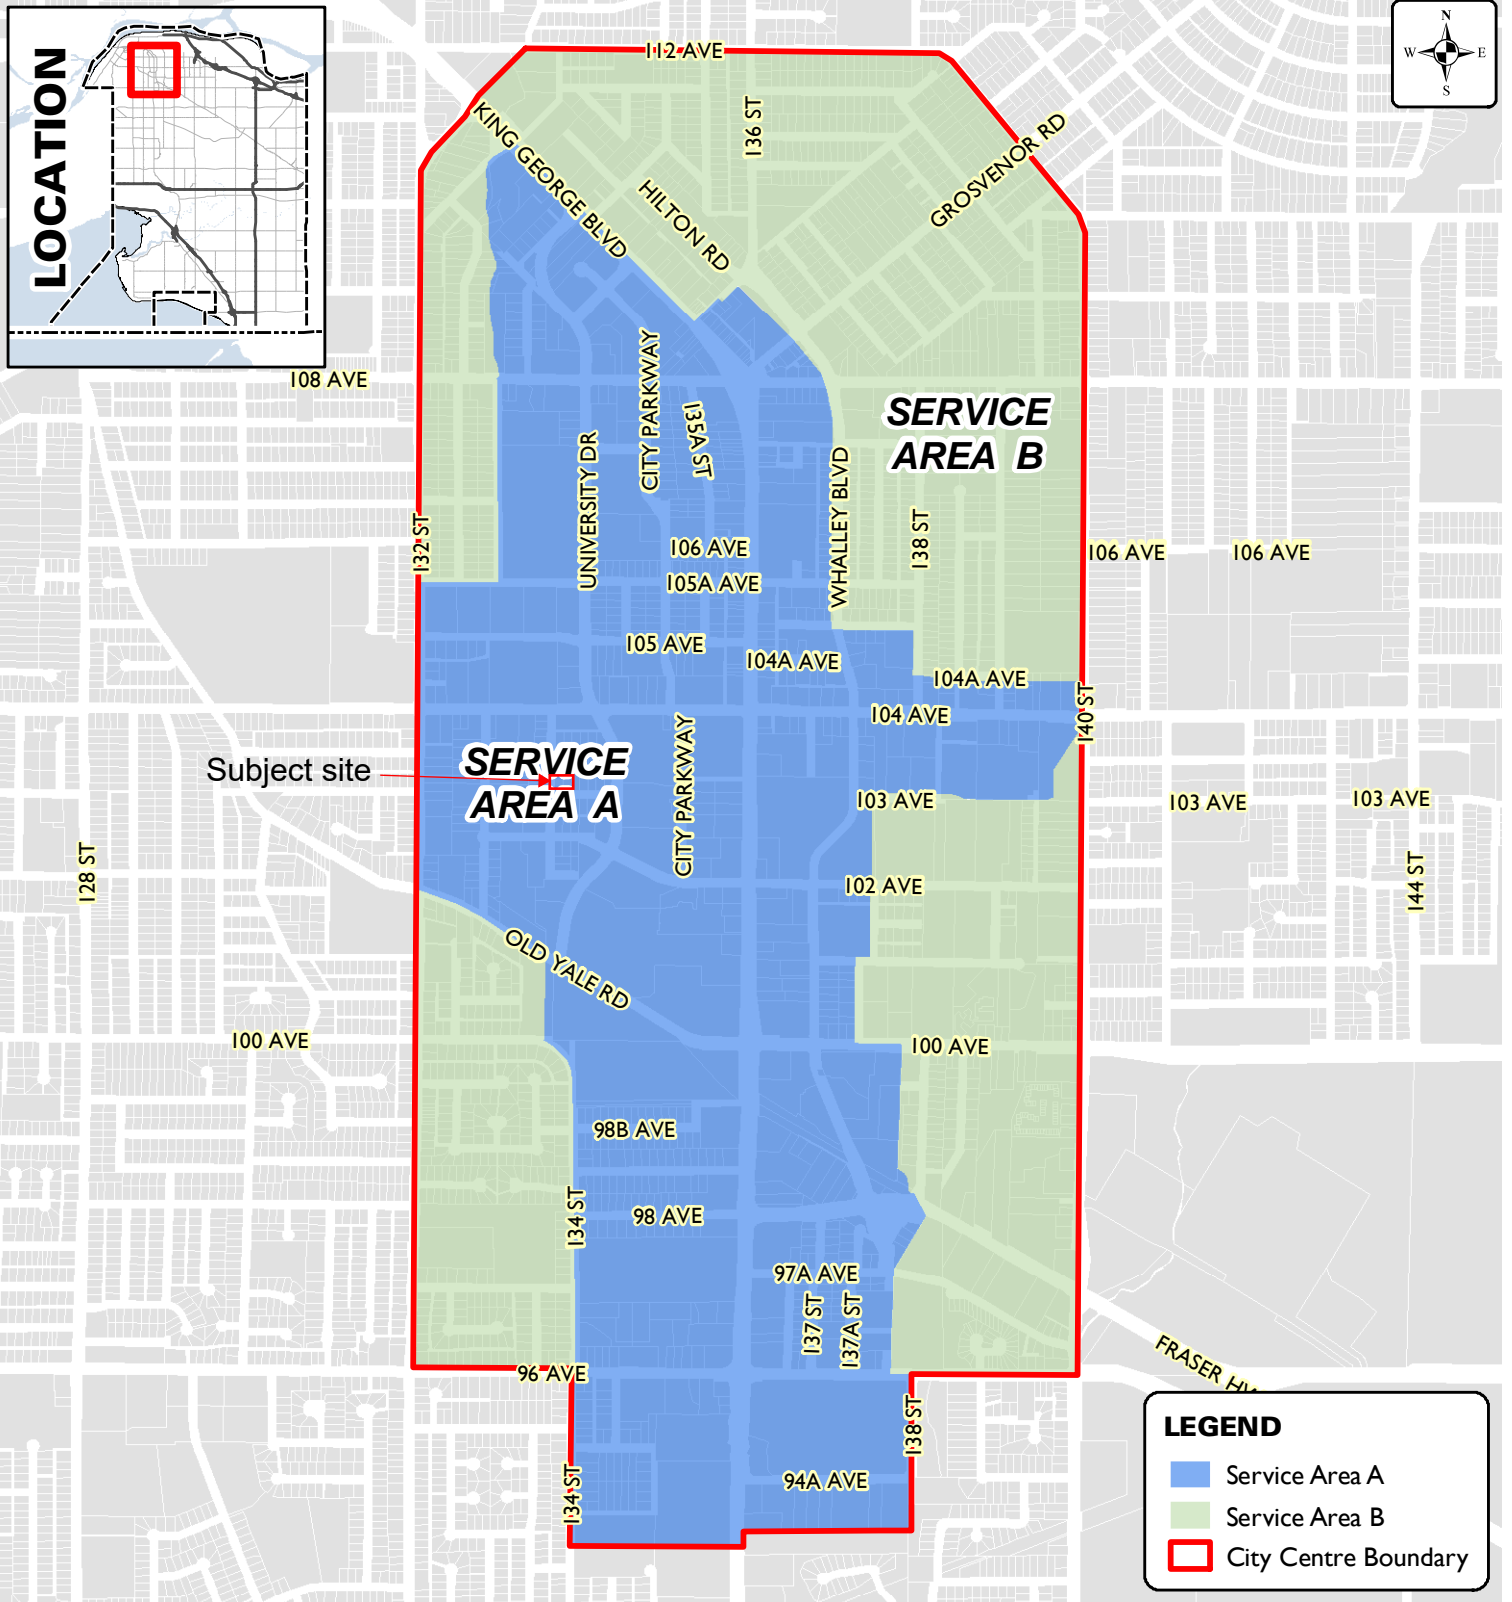 LOCATION
N
W E
S
112 AVE
KING GEORGE BLVD
HILTON RD
136 ST
GROSVENOR RD
108 AVE
CITY PARKWAY
135A ST
UNIVERSITY DR
SERVICE
AREA B
WHALLEY BLVD
138 ST
132 ST
106 AVE
106 AVE
106 AVE
105A AVE
105 AVE
104A AVE
104A AVE
104 AVE
140 ST
CITY PARKWAY
SERVICE
AREA A
Subject site
103 AVE
103 AVE
103 AVE
128 ST
102 AVE
144 ST
OLD YALE RD
100 AVE
100 AVE
98B AVE
134 ST
98 AVE
97A AVE
137 ST
137A ST
96 AVE
FRASER
138 ST
134 ST
94A AVE
LEGEND
Service Area A
Service Area B
City Centre Boundary